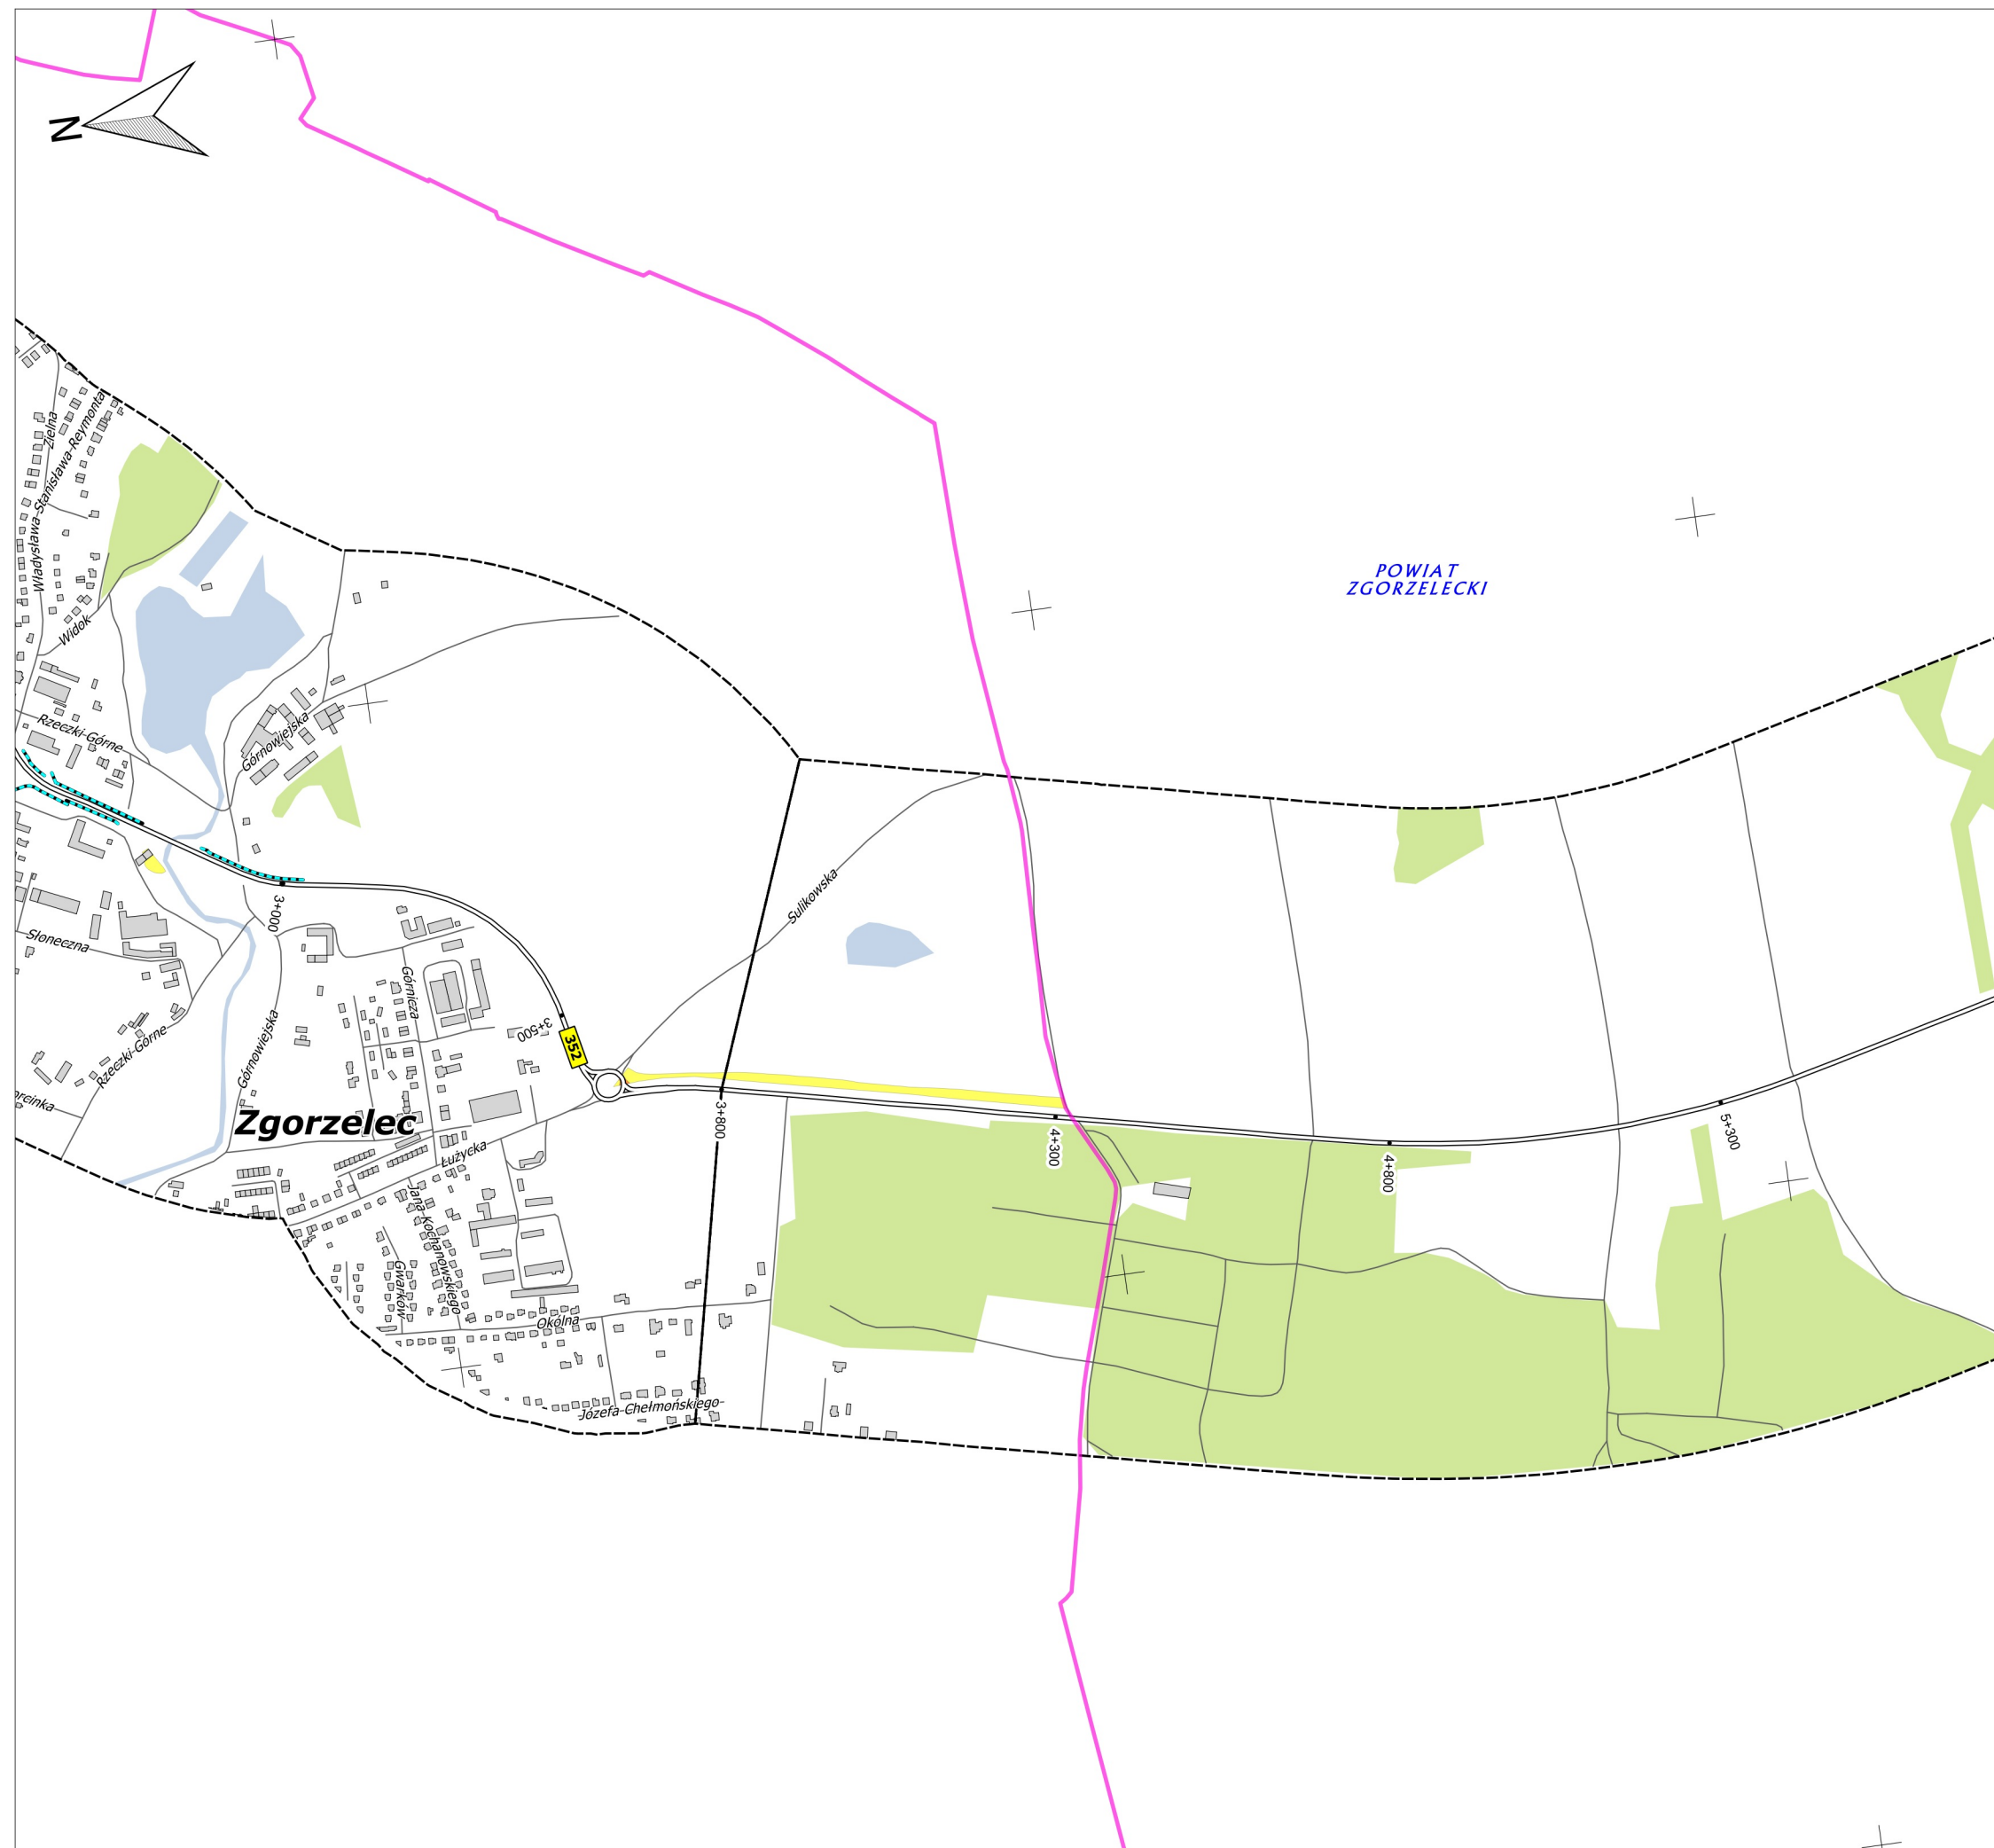 N
POWIAT
ZGORZELECKI
Zielna
Władysława Stanisława Reymonta
Widok
Rzeczki Górne
Górnowiejska
3+000
Słoneczna
Górnicza
3+500
352
Sulikowska
Rzeczki Górne
Górnowiejska
orcinka
Zgorzelec
Łużycka
3+800
4+300
4+800
5+300
Jana Kochanowskiego
Gwarków
Okólna
Józefa Chełmońskiego